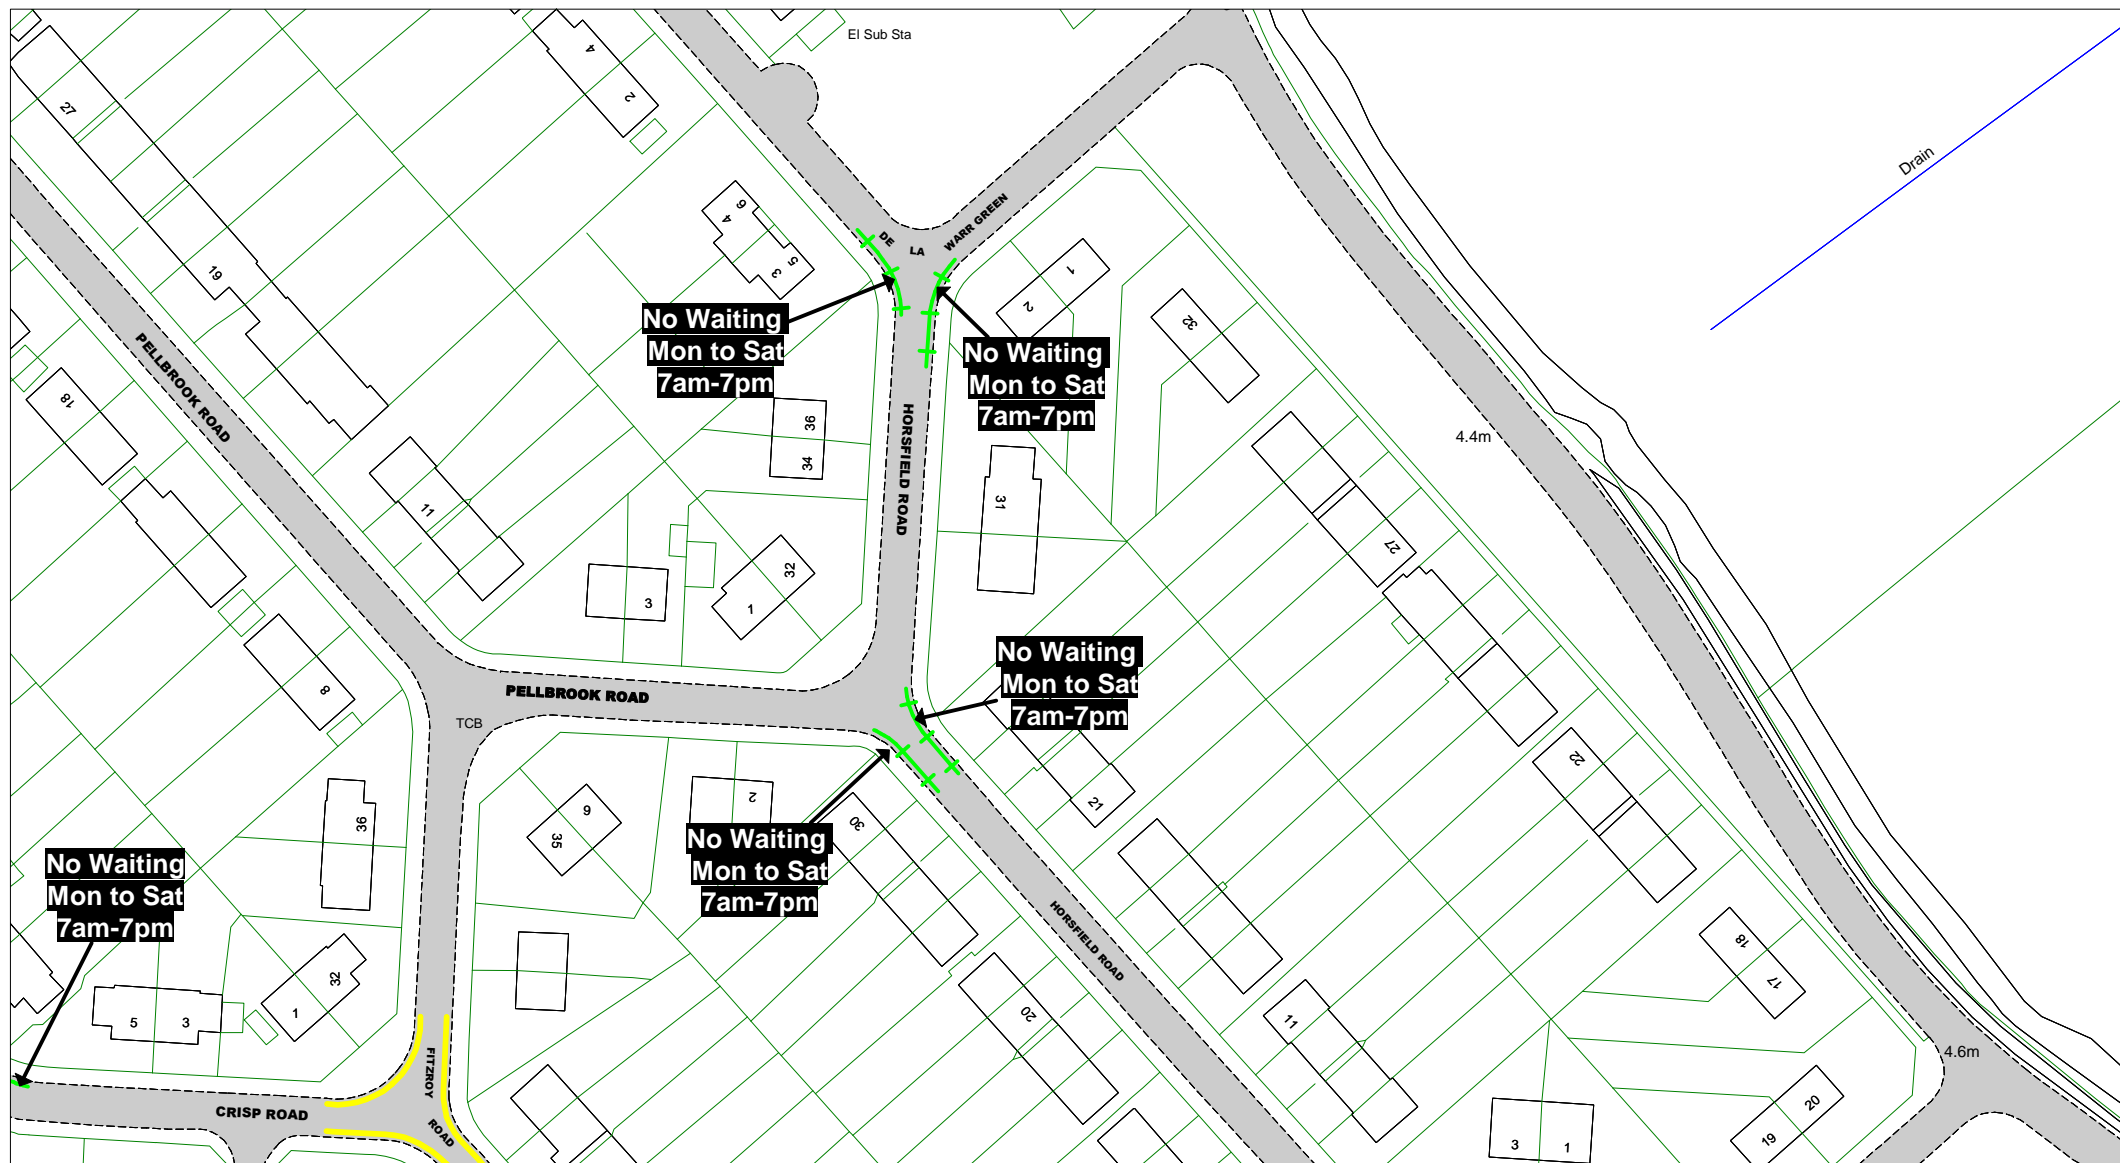 El Sub Sta
4
2
27
Drain
6
4
5
3
DE LA WARR GREEN
1
2
19
No Waiting
Mon to Sat
7am-7pm
No Waiting
Mon to Sat
7am-7pm
32
PELLBROOK ROAD
18
36
34
HORSFIELD ROAD
4.4m
31
11
27
3
1
32
8
PELLBROOK ROAD
TCB
No Waiting
Mon to Sat
7am-7pm
22
21
2
30
9
35
36
No Waiting
Mon to Sat
7am-7pm
No Waiting
Mon to Sat
7am-7pm
HORSFIELD ROAD
18
17
32
1
5
3
20
11
4.6m
FITZROY ROAD
CRISP ROAD
20
19
3
1